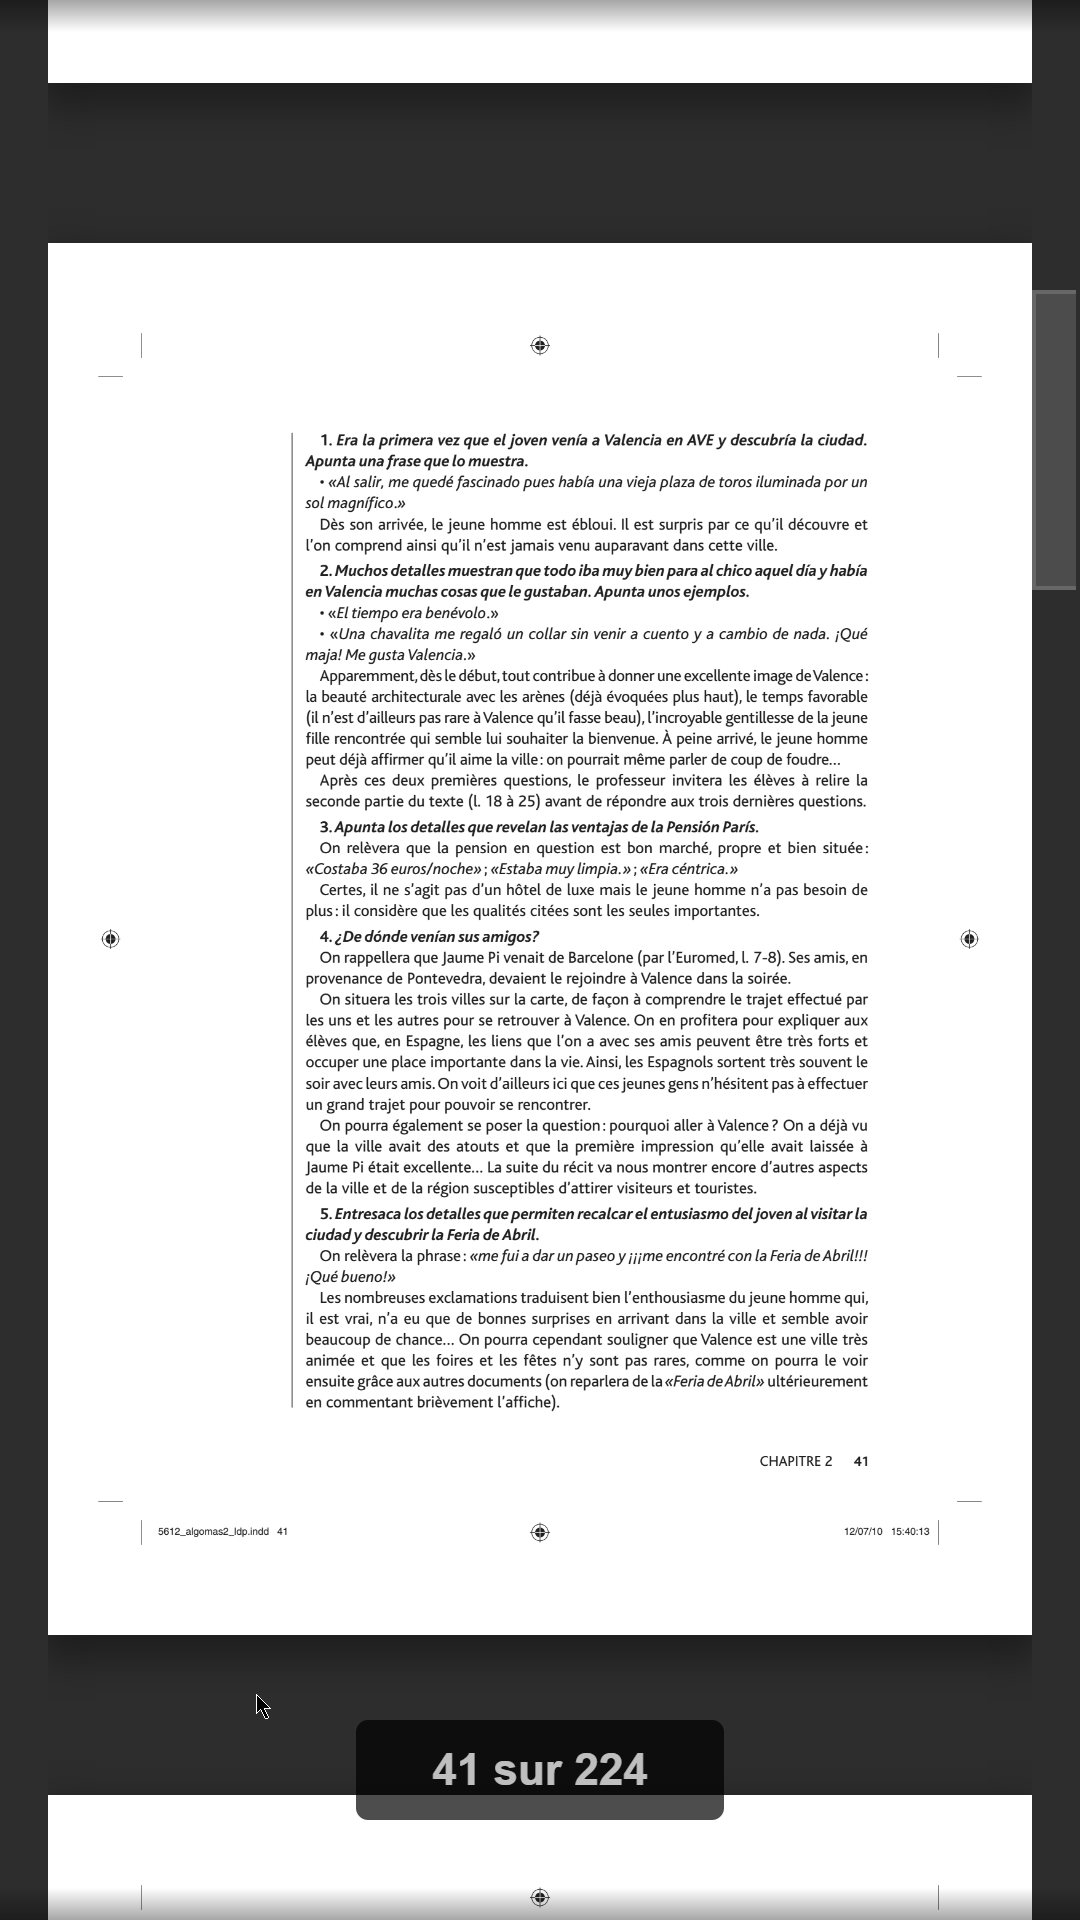 1. Era la primera vez que el joven venía a Valencia en AVE y descubría la ciudad.
Apunta una frase que lo muestra.
• «Al salir, me quedé fascinado pues había una vieja plaza de toros iluminada por un
sol magnífico.»
Dès son arrivée, le jeune homme est ébloui. Il est surpris par ce qu’il découvre et
l’on comprend ainsi qu’il n’est jamais venu auparavant dans cette ville.
2. Muchos detalles muestran que todo iba muy bien para al chico aquel día y había
en Valencia muchas cosas que le gustaban. Apunta unos ejemplos.
• «El tiempo era benévolo.»
• «Una chavalita me regaló un collar sin venir a cuento y a cambio de nada. ¡Qué
maja! Me gusta Valencia.»
Apparemment, dès le début, tout contribue à donner une excellente image de Valence :
la beauté architecturale avec les arènes (déjà évoquées plus haut), le temps favorable
(il n’est d’ailleurs pas rare à Valence qu’il fasse beau), l’incroyable gentillesse de la jeune
fille rencontrée qui semble lui souhaiter la bienvenue. À peine arrivé, le jeune homme
peut déjà affirmer qu’il aime la ville : on pourrait même parler de coup de foudre…
Après ces deux premières questions, le professeur invitera les élèves à relire la
seconde partie du texte (l. 18 à 25) avant de répondre aux trois dernières questions.
3. Apunta los detalles que revelan las ventajas de la Pensión París.
On relèvera que la pension en question est bon marché, propre et bien située :
«Costaba 36 euros/noche» ; «Estaba muy limpia.» ; «Era céntrica.»
Certes, il ne s’agit pas d’un hôtel de luxe mais le jeune homme n’a pas besoin de
plus : il considère que les qualités citées sont les seules importantes.
4. ¿De dónde venían sus amigos?
On rappellera que Jaume Pi venait de Barcelone (par l’Euromed, l. 7-8). Ses amis, en
provenance de Pontevedra, devaient le rejoindre à Valence dans la soirée.
On situera les trois villes sur la carte, de façon à comprendre le trajet effectué par
les uns et les autres pour se retrouver à Valence. On en profitera pour expliquer aux
élèves que, en Espagne, les liens que l’on a avec ses amis peuvent être très forts et
occuper une place importante dans la vie. Ainsi, les Espagnols sortent très souvent le
soir avec leurs amis. On voit d’ailleurs ici que ces jeunes gens n’hésitent pas à effectuer
un grand trajet pour pouvoir se rencontrer.
On pourra également se poser la question : pourquoi aller à Valence ? On a déjà vu
que la ville avait des atouts et que la première impression qu’elle avait laissée à
Jaume Pi était excellente… La suite du récit va nous montrer encore d’autres aspects
de la ville et de la région susceptibles d’attirer visiteurs et touristes.
5. Entresaca los detalles que permiten recalcar el entusiasmo del joven al visitar la
ciudad y descubrir la Feria de Abril.
On relèvera la phrase : «me fui a dar un paseo y ¡¡¡me encontré con la Feria de Abril!!!
¡Qué bueno!»
Les nombreuses exclamations traduisent bien l’enthousiasme du jeune homme qui,
il est vrai, n’a eu que de bonnes surprises en arrivant dans la ville et semble avoir
beaucoup de chance… On pourra cependant souligner que Valence est une ville très
animée et que les foires et les fêtes n’y sont pas rares, comme on pourra le voir
ensuite grâce aux autres documents (on reparlera de la «Feria de Abril» ultérieurement
en commentant brièvement l’affiche).
CHAPITRE 2 41
5612_algomas2_ldp.indd 41 12/07/10 15:40:13
41 sur 224